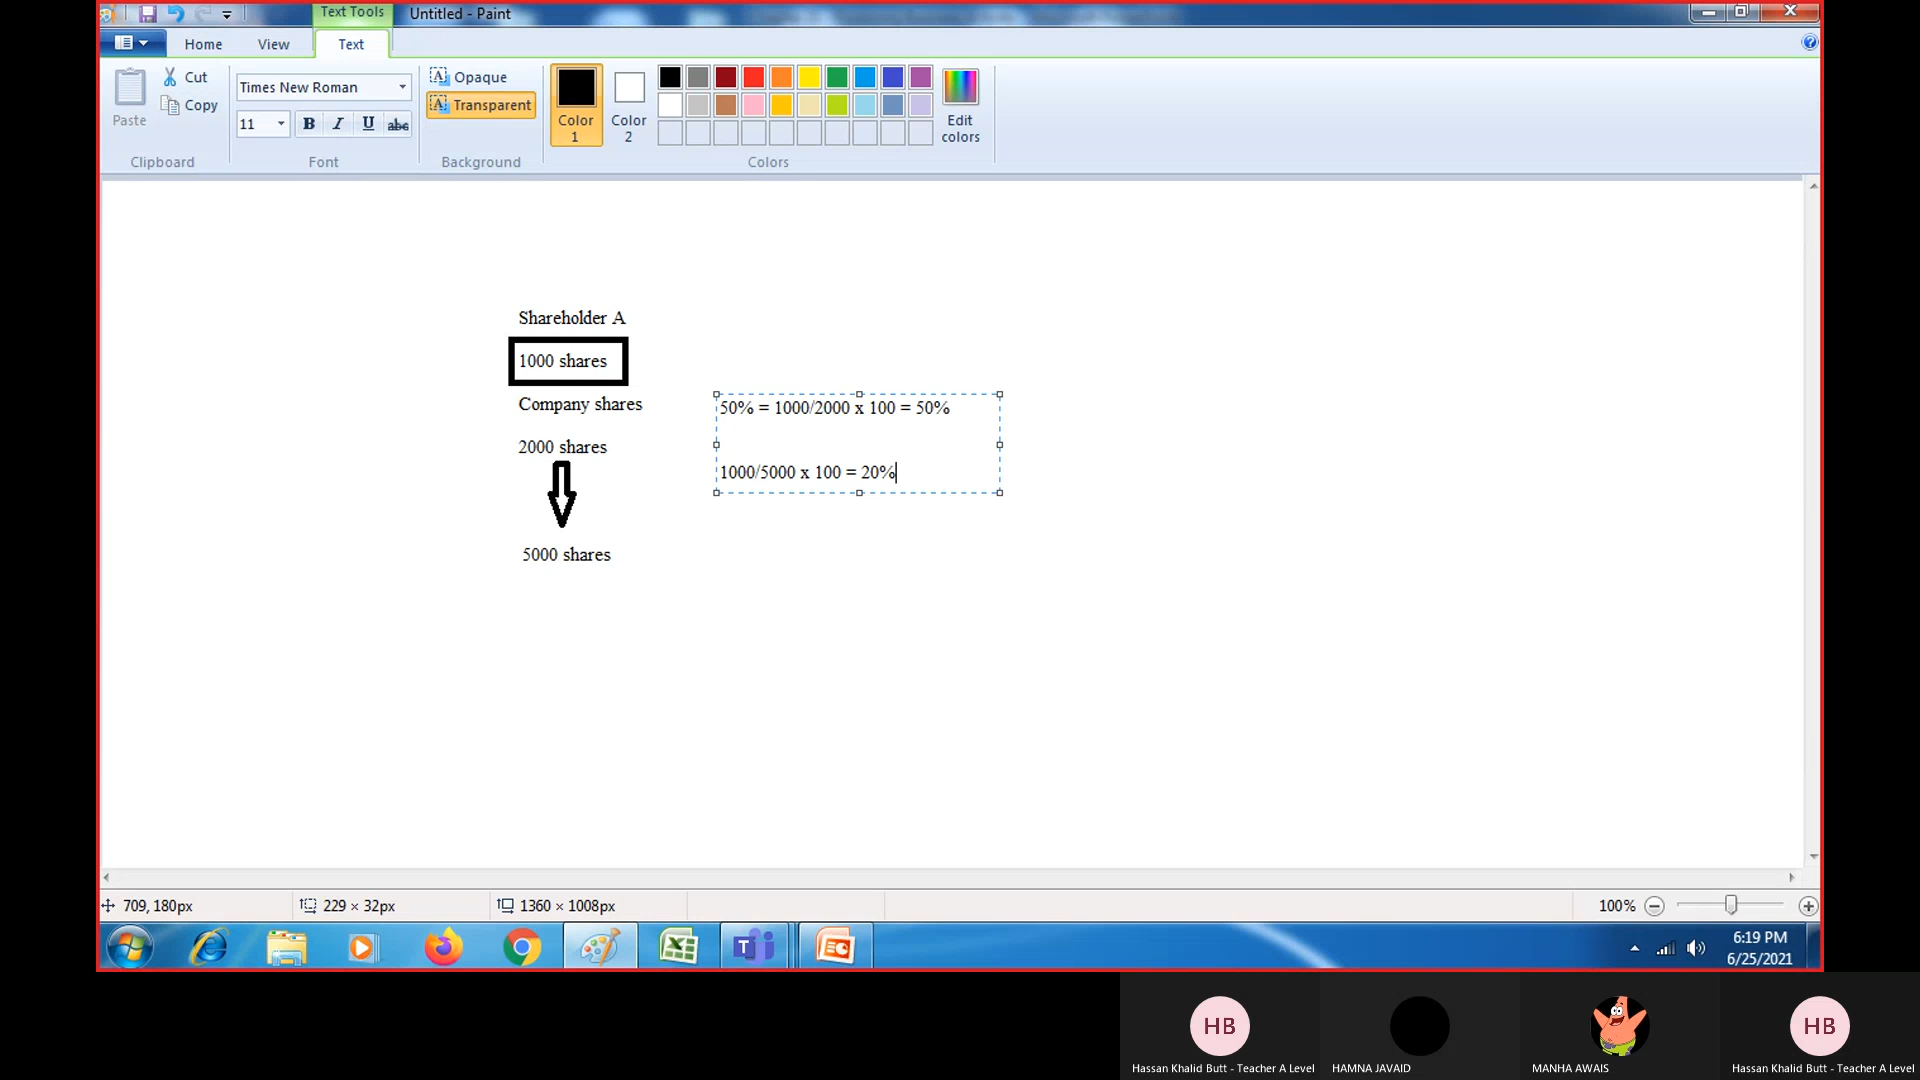 Text Tools
Untitled - Paint
Home
View
Text
Paste
Cut
Copy
Clipboard
Times New Roman
11
B I U abc
Font
Opaque
Transparent
Background
Color 1
Color 2
Edit colors
Colors
Shareholder A
1000 shares
Company shares
2000 shares
5000 shares
50% = 1000/2000 x 100 = 50%
1000/5000 x 100 = 20%
709, 180px
229 × 32px
1360 × 1008px
100%
6:19 PM
6/25/2021
HB
Hassan Khalid Butt - Teacher A Level
HAMNA JAVAID
MANHA AWAIS
HB
Hassan Khalid Butt - Teacher A Level